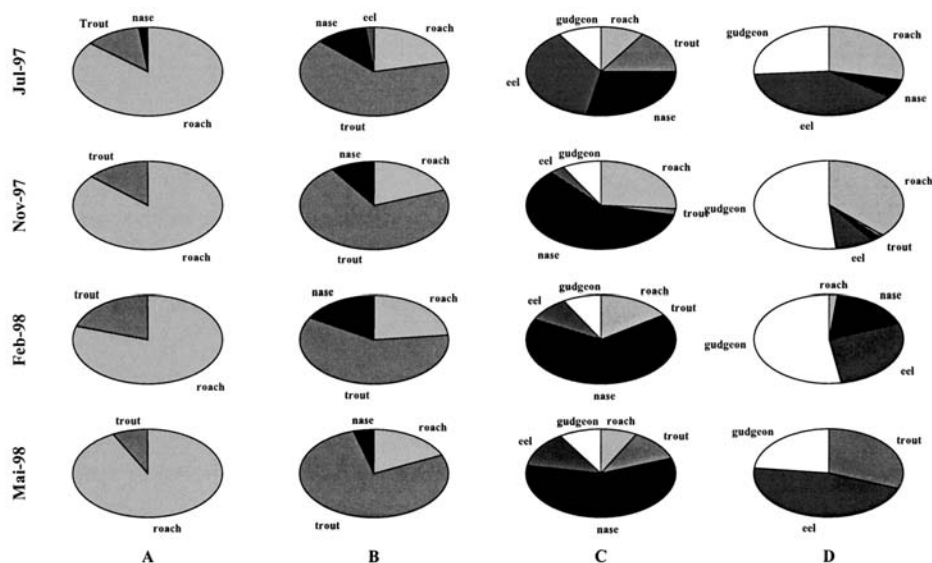 Jul-97
Trout
nase
roach
nase
eel
roach
trout
gudgeon
roach
trout
eel
nase
gudgeon
roach
nase
eel
Nov-97
trout
roach
nase
roach
trout
eel
gudgeon
roach
trout
nase
gudgeon
roach
trout
eel
Feb-98
trout
roach
nase
roach
trout
eel
gudgeon
roach
trout
nase
roach
nase
gudgeon
eel
Mai-98
trout
roach
nase
roach
trout
eel
gudgeon
roach
trout
nase
gudgeon
trout
eel
A
B
C
D